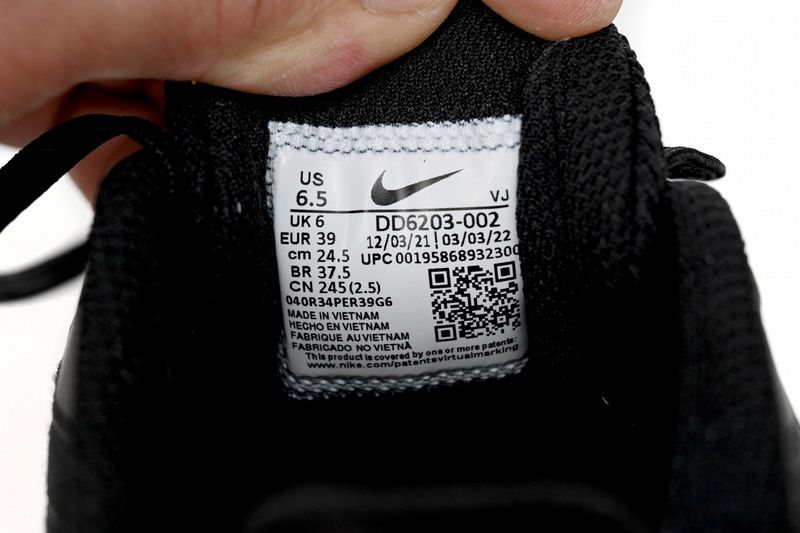 US
6.5
VJ
UK 6
EUR 39
cm 24.5
BR 37.5
CN 245 (2.5)
DD6203-002
12/03/21 | 03/03/22
UPC 00195868932300
040R34PER39G6
MADE IN VIETNAM
HECHO EN VIETNAM
FABRIQUE AU VIETNAM
FABRICADO NO VIETNÃ
This product is covered by one or more patents:
www.nike.com/patentsvirtualmarking